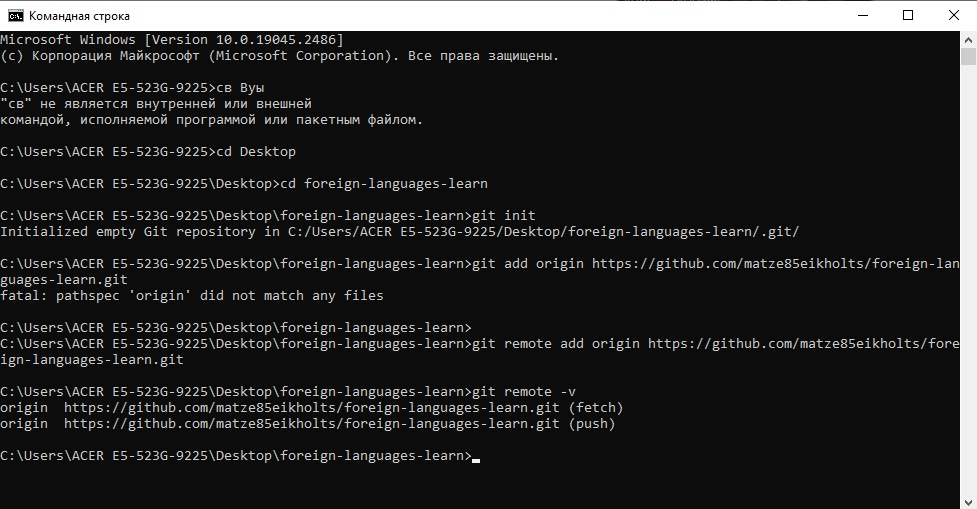 Командная строка
Microsoft Windows [Version 10.0.19045.2486]
(c) Корпорация Майкрософт (Microsoft Corporation). Все права защищены.
C:\Users\ACER E5-523G-9225>св Вуы
"св" не является внутренней или внешней
командой, исполняемой программой или пакетным файлом.
C:\Users\ACER E5-523G-9225>cd Desktop
C:\Users\ACER E5-523G-9225\Desktop>cd foreign-languages-learn
C:\Users\ACER E5-523G-9225\Desktop\foreign-languages-learn>git init
Initialized empty Git repository in C:/Users/ACER E5-523G-9225/Desktop/foreign-languages-learn/.git/
C:\Users\ACER E5-523G-9225\Desktop\foreign-languages-learn>git add origin https://github.com/matze85eikholts/foreign-lan
guages-learn.git
fatal: pathspec 'origin' did not match any files
C:\Users\ACER E5-523G-9225\Desktop\foreign-languages-learn>
C:\Users\ACER E5-523G-9225\Desktop\foreign-languages-learn>git remote add origin https://github.com/matze85eikholts/fore
ign-languages-learn.git
C:\Users\ACER E5-523G-9225\Desktop\foreign-languages-learn>git remote -v
origin  https://github.com/matze85eikholts/foreign-languages-learn.git (fetch)
origin  https://github.com/matze85eikholts/foreign-languages-learn.git (push)
C:\Users\ACER E5-523G-9225\Desktop\foreign-languages-learn>